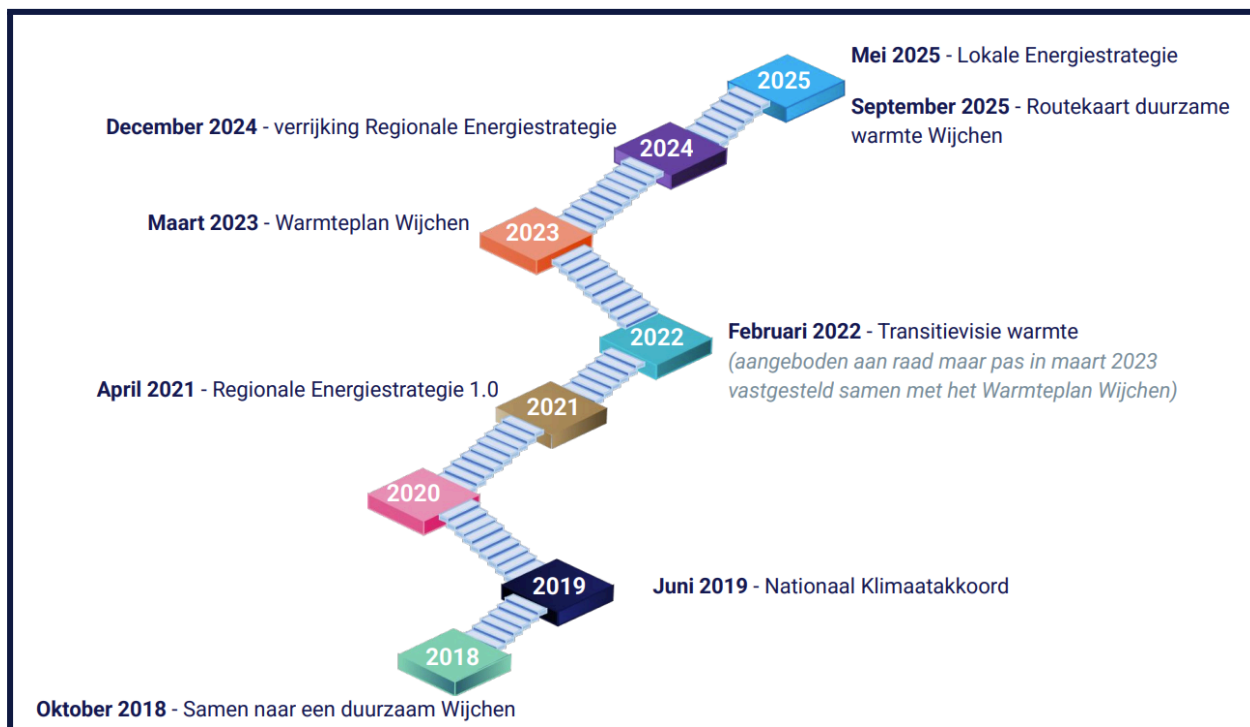 2025
Mei 2025 - Lokale Energiestrategie
September 2025 - Routekaart duurzame
warmte Wijchen
December 2024 - verrijking Regionale Energiestrategie
2024
Maart 2023 - Warmteplan Wijchen
2023
2022
Februari 2022 - Transitievisie warmte
(aangeboden aan raad maar pas in maart 2023
vastgesteld samen met het Warmteplan Wijchen)
April 2021 - Regionale Energiestrategie 1.0
2021
2020
2019
Juni 2019 - Nationaal Klimaatakkoord
2018
Oktober 2018 - Samen naar een duurzaam Wijchen